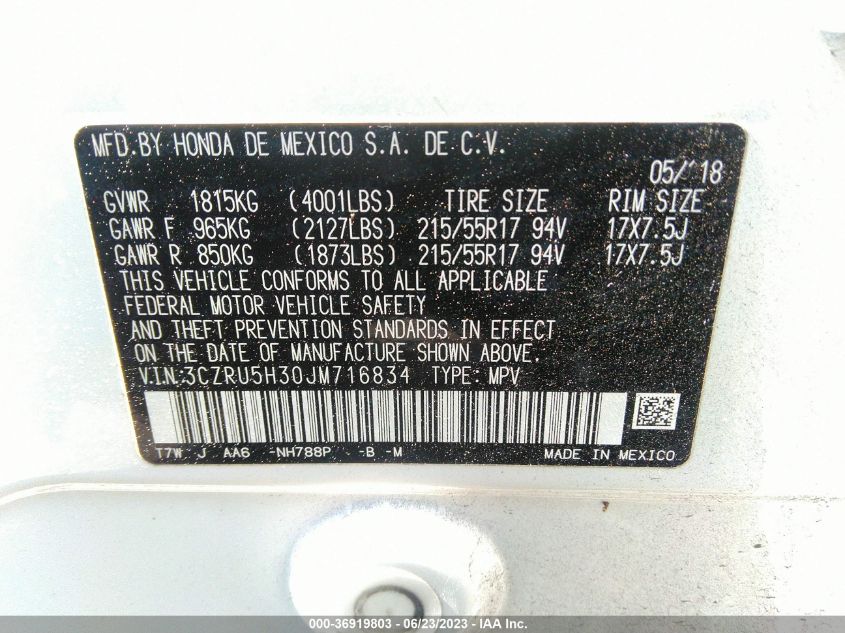 MFD.BY HONDA DE MEXICO S.A. DE C.V.
05/'18
GVWR 1815KG (4001LBS) TIRE SIZE RIM SIZE
GAWR F 965KG (2127LBS) 215/55R17 94V 17X7.5J
GAWR R 850KG (1873LBS) 215/55R17 94V 17X7.5J
THIS VEHICLE CONFORMS TO ALL APPLICABLE
FEDERAL MOTOR VEHICLE SAFETY
AND THEFT PREVENTION STANDARDS IN EFFECT
ON THE DATE OF MANUFACTURE SHOWN ABOVE.
V.I.N:3CZRU5H30JM716834 TYPE: MPV
T7W J AA6 -NH788P -B -M MADE IN MEXICO
000-36919803 - 06/23/2023 - © IAA, Inc.